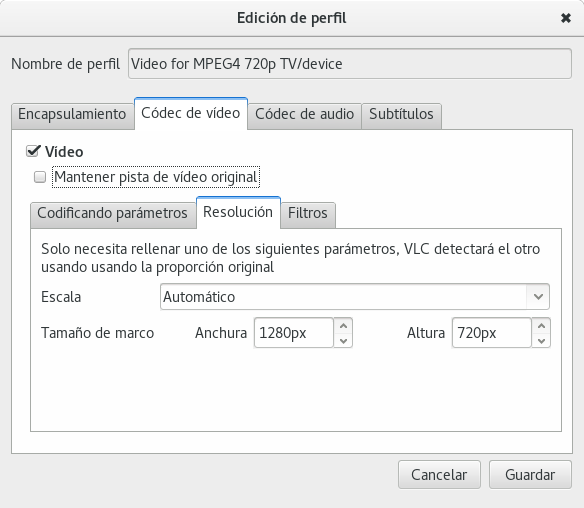 Edición de perfil
Nombre de perfil Video for MPEG4 720p TV/device
Encapsulamiento Códec de vídeo Códec de audio Subtítulos
Vídeo
Mantener pista de vídeo original
Codificando parámetros Resolución Filtros
Solo necesita rellenar uno de los siguientes parámetros, VLC detectará el otro
usando usando la proporción original
Escala Automático
Tamaño de marco Anchura 1280px Altura 720px
Cancelar Guardar